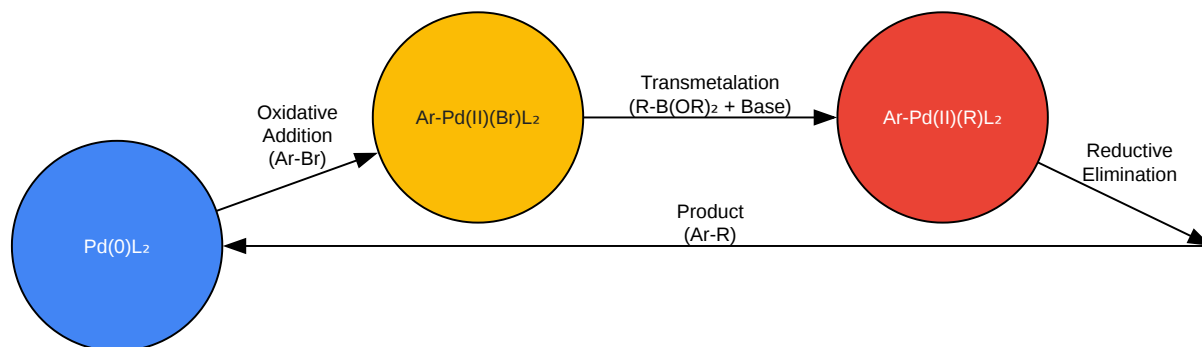 Oxidative
Addition
(Ar-Br)
Ar-Pd(II)(Br)L₂
Transmetalation
(R-B(OR)₂ + Base)
Ar-Pd(II)(R)L₂
Reductive
Elimination
Product
(Ar-R)
Pd(0)L₂